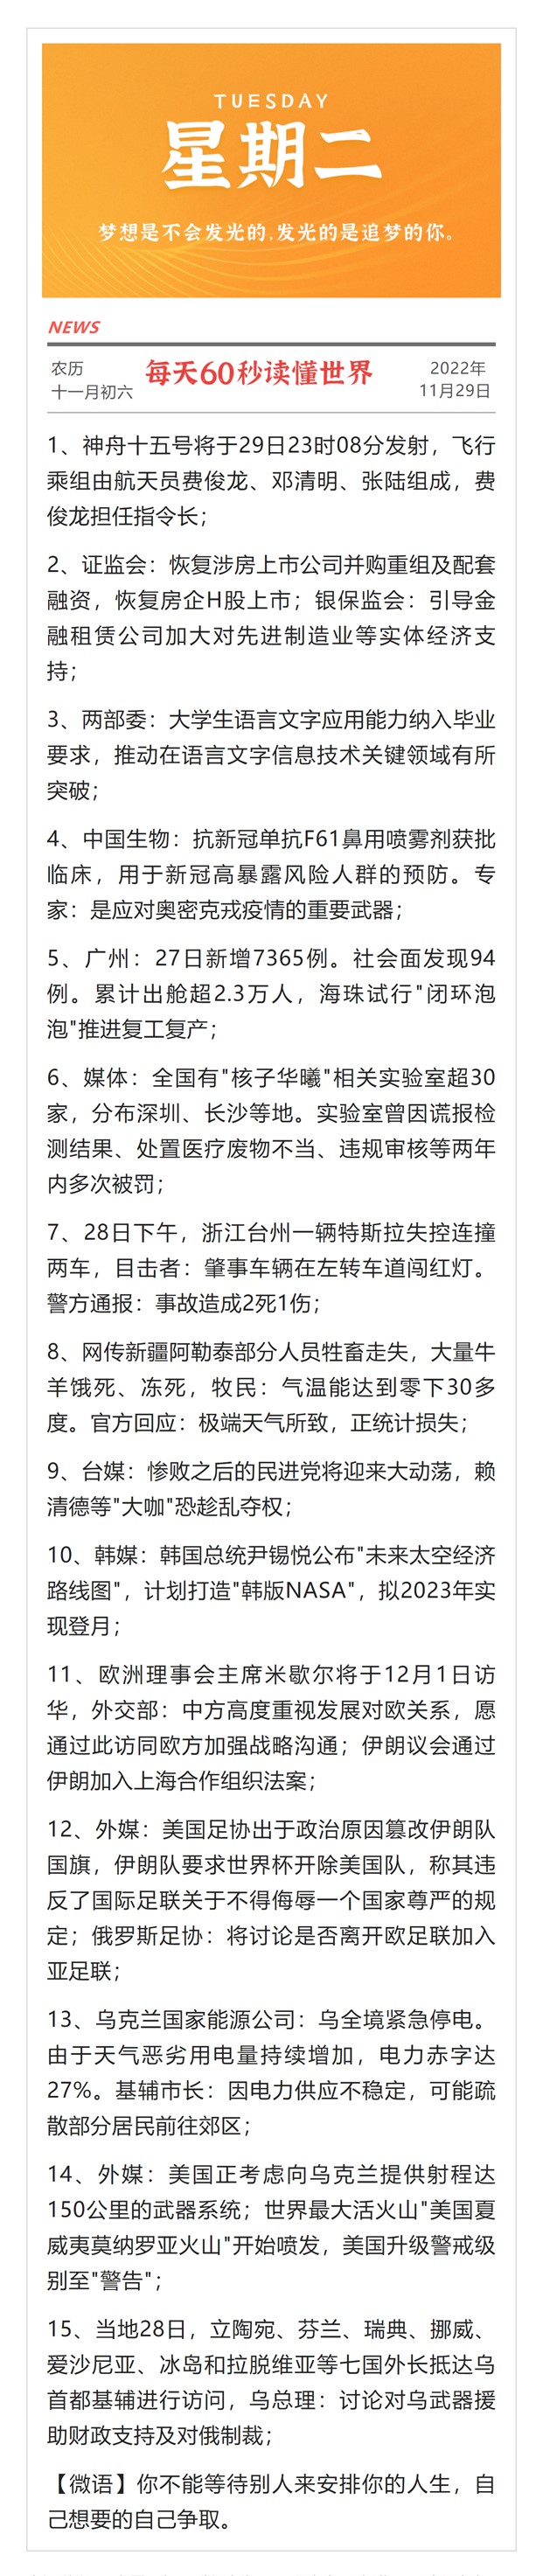 TUESDAY
星期二
梦想是不会发光的,发光的是追梦的你。
NEWS
农历
十一月初六
每天60秒读懂世界
2022年
11月29日
1、神舟十五号将于29日23时08分发射，飞行
乘组由航天员费俊龙、邓清明、张陆组成，费
俊龙担任指令长；
2、证监会：恢复涉房上市公司并购重组及配套
融资，恢复房企H股上市；银保监会：引导金
融租赁公司加大对先进制造业等实体经济支
持；
3、两部委：大学生语言文字应用能力纳入毕业
要求，推动在语言文字信息技术关键领域有所
突破；
4、中国生物：抗新冠单抗F61鼻用喷雾剂获批
临床，用于新冠高暴露风险人群的预防。专
家：是应对奥密克戎疫情的重要武器；
5、广州：27日新增7365例。社会面发现94
例。累计出舱超2.3万人，海珠试行"闭环泡
泡"推进复工复产；
6、媒体：全国有"核子华曦"相关实验室超30
家，分布深圳、长沙等地。实验室曾因谎报检
测结果、处置医疗废物不当、违规审核等两年
内多次被罚；
7、28日下午，浙江台州一辆特斯拉失控连撞
两车，目击者：肇事车辆在左转车道闯红灯。
警方通报：事故造成2死1伤；
8、网传新疆阿勒泰部分人员牲畜走失，大量牛
羊饿死、冻死，牧民：气温能达到零下30多
度。官方回应：极端天气所致，正统计损失；
9、台媒：惨败之后的民进党将迎来大动荡，赖
清德等"大咖"恐趁乱夺权；
10、韩媒：韩国总统尹锡悦公布"未来太空经济
路线图"，计划打造"韩版NASA"，拟2023年实
现登月；
11、欧洲理事会主席米歇尔将于12月1日访
华，外交部：中方高度重视发展对欧关系，愿
通过此访同欧方加强战略沟通；伊朗议会通过
伊朗加入上海合作组织法案；
12、外媒：美国足协出于政治原因篡改伊朗队
国旗，伊朗队要求世界杯开除美国队，称其违
反了国际足联关于不得侮辱一个国家尊严的规
定；俄罗斯足协：将讨论是否离开欧足联加入
亚足联；
13、乌克兰国家能源公司：乌全境紧急停电。
由于天气恶劣用电量持续增加，电力赤字达
27%。基辅市长：因电力供应不稳定，可能疏
散部分居民前往郊区；
14、外媒：美国正考虑向乌克兰提供射程达
150公里的武器系统；世界最大活火山"美国夏
威夷莫纳罗亚火山"开始喷发，美国升级警戒级
别至"警告"；
15、当地28日，立陶宛、芬兰、瑞典、挪威、
爱沙尼亚、冰岛和拉脱维亚等七国外长抵达乌
首都基辅进行访问，乌总理：讨论对乌武器援
助财政支持及对俄制裁；
【微语】你不能等待别人来安排你的人生，自
己想要的自己争取。